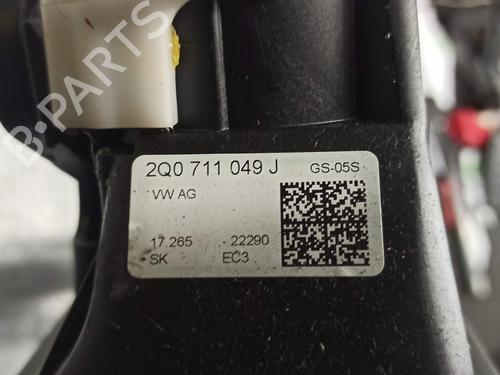 B-PARTS
2Q0 711 049 J GS-05S
VW AG
17.265 - 22290
SK EC3